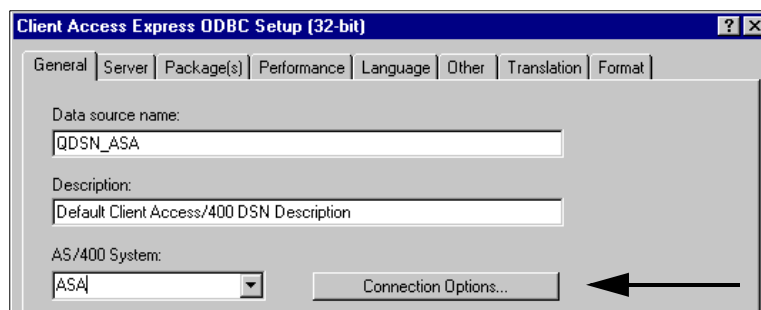 Client Access Express ODBC Setup (32-bit)
General Server Package(s) Performance Language Other Translation Format
Data source name:
QDSN_ASA
Description:
Default Client Access/400 DSN Description
AS/400 System:
ASA
Connection Options...